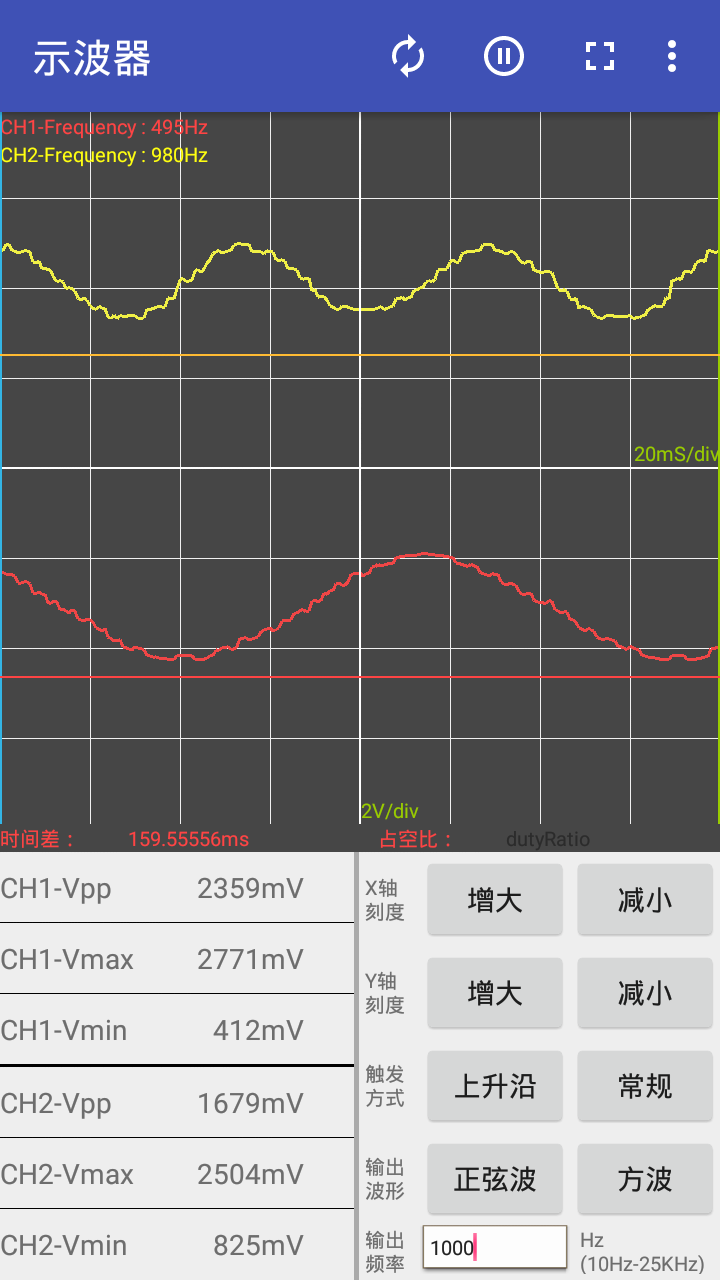 示波器
CH1-Frequency : 495Hz
CH2-Frequency : 980Hz
20mS/div
2V/div
时间差： 159.55556ms 占空比： dutyRatio
CH1-Vpp 2359mV
CH1-Vmax 2771mV
CH1-Vmin 412mV
CH2-Vpp 1679mV
CH2-Vmax 2504mV
CH2-Vmin 825mV
X轴
刻度
增大 减小
Y轴
刻度
增大 减小
触发
方式
上升沿 常规
输出
波形
正弦波 方波
输出
频率
1000
Hz
(10Hz-25KHz)